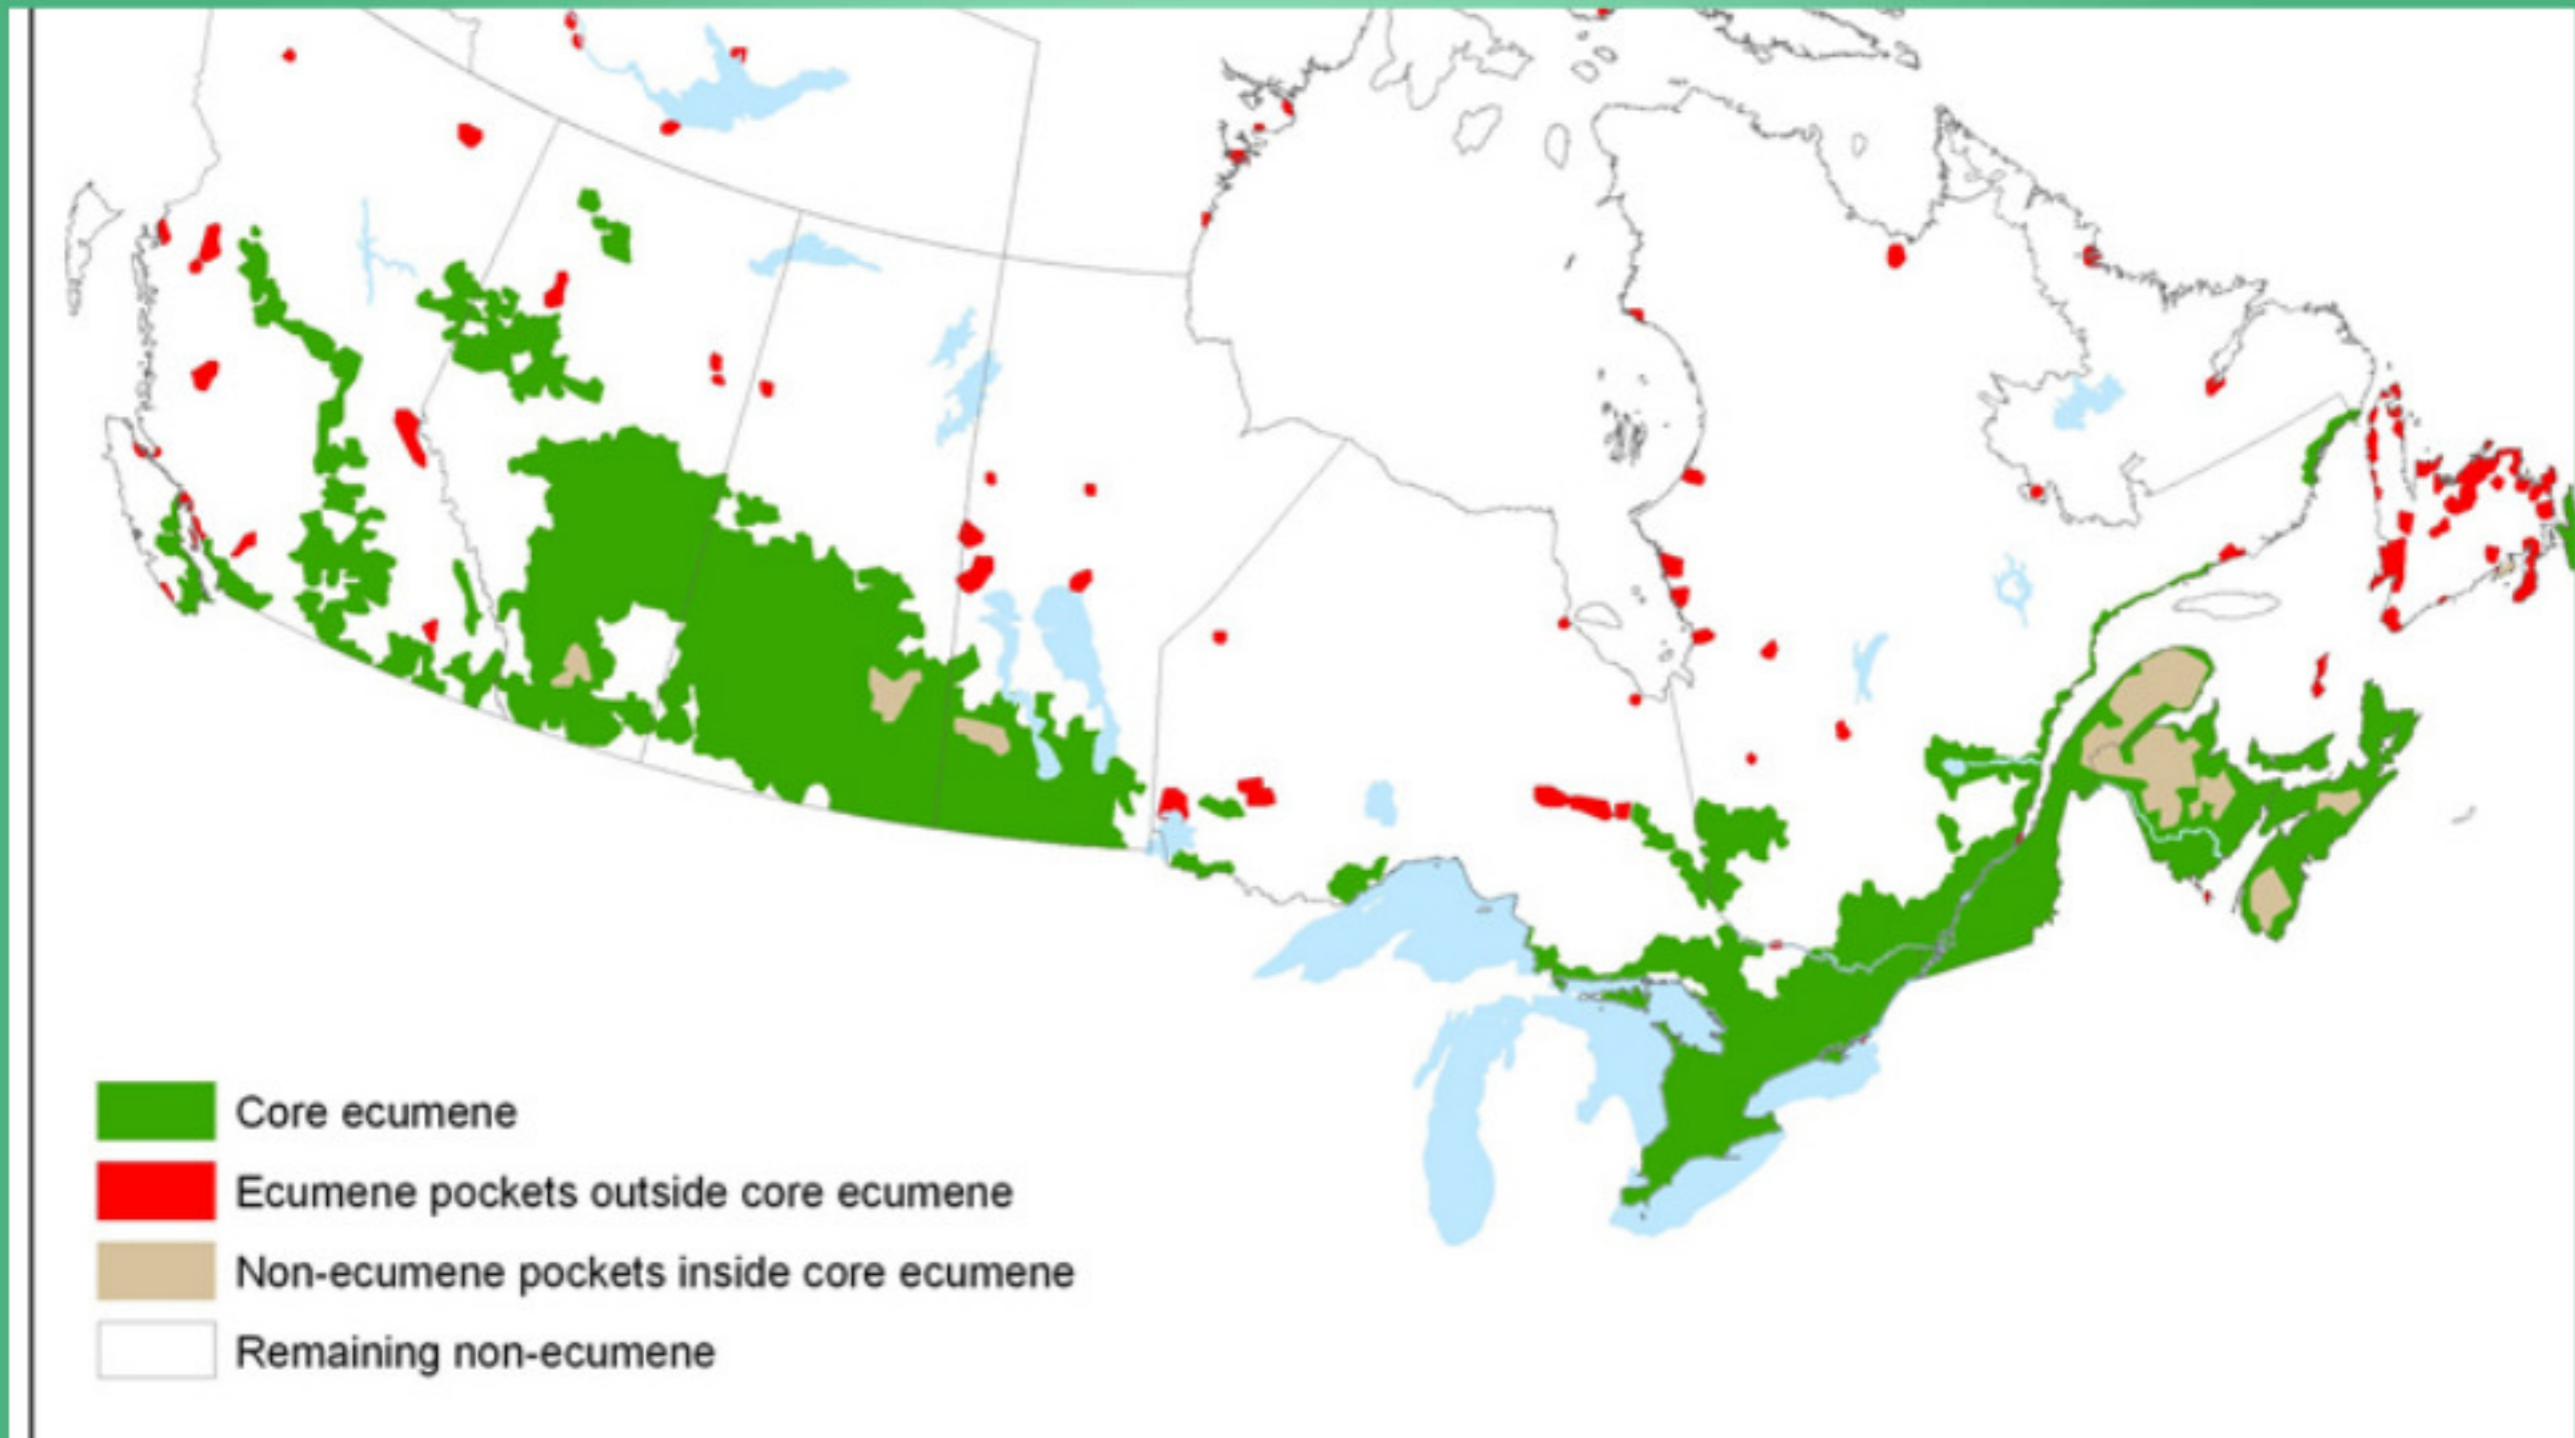 Core ecumene
Ecumene pockets outside core ecumene
Non-ecumene pockets inside core ecumene
Remaining non-ecumene